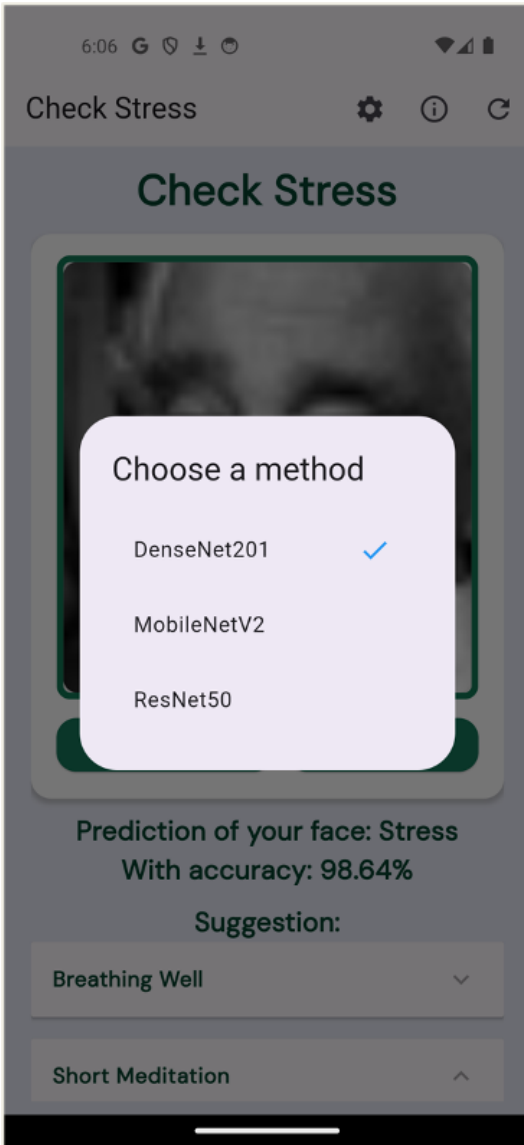 6:06 G
Check Stress
Check Stress
Choose a method
DenseNet201
MobileNetV2
ResNet50
Prediction of your face: Stress
With accuracy: 98.64%
Suggestion:
Breathing Well
Short Meditation